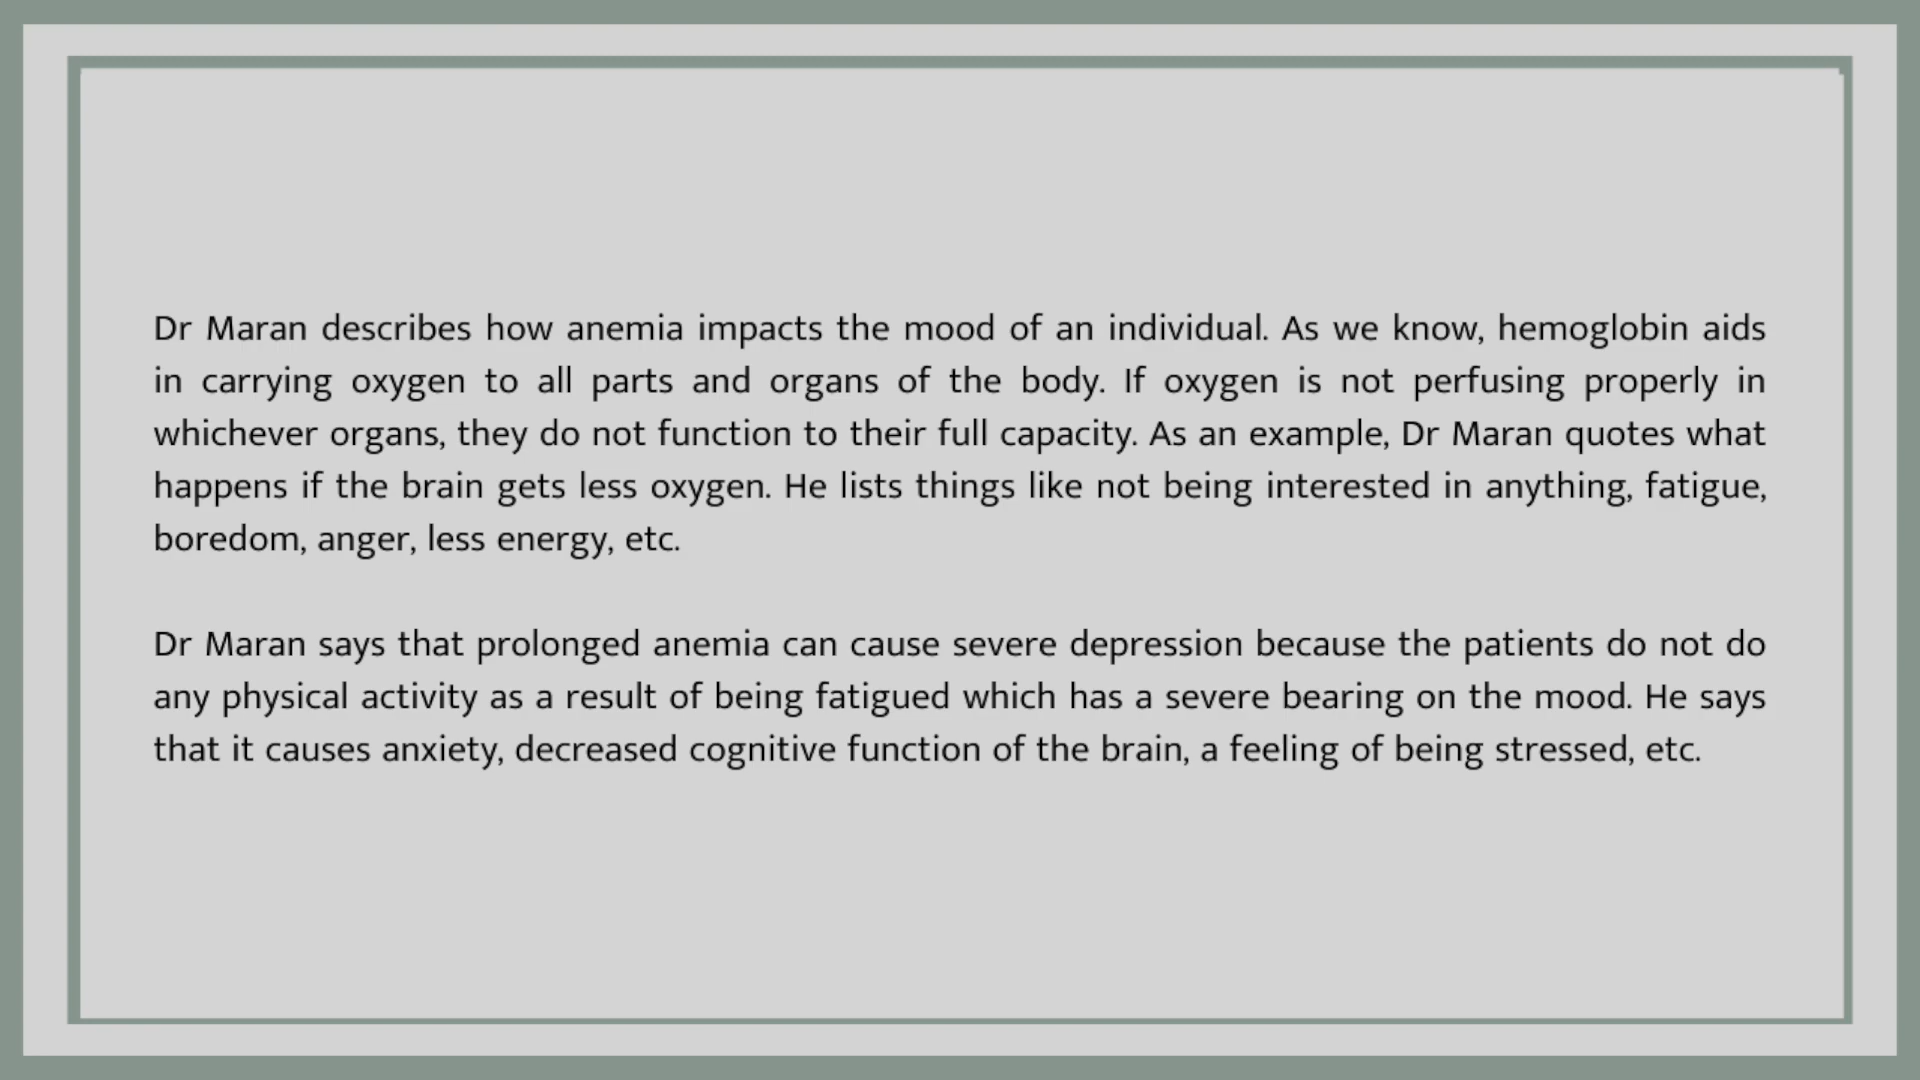 Dr Maran describes how anemia impacts the mood of an individual. As we know, hemoglobin aids
in carrying oxygen to all parts and organs of the body. If oxygen is not perfusing properly in
whichever organs, they do not function to their full capacity. As an example, Dr Maran quotes what
happens if the brain gets less oxygen. He lists things like not being interested in anything, fatigue,
boredom, anger, less energy, etc.
Dr Maran says that prolonged anemia can cause severe depression because the patients do not do
any physical activity as a result of being fatigued which has a severe bearing on the mood. He says
that it causes anxiety, decreased cognitive function of the brain, a feeling of being stressed, etc.